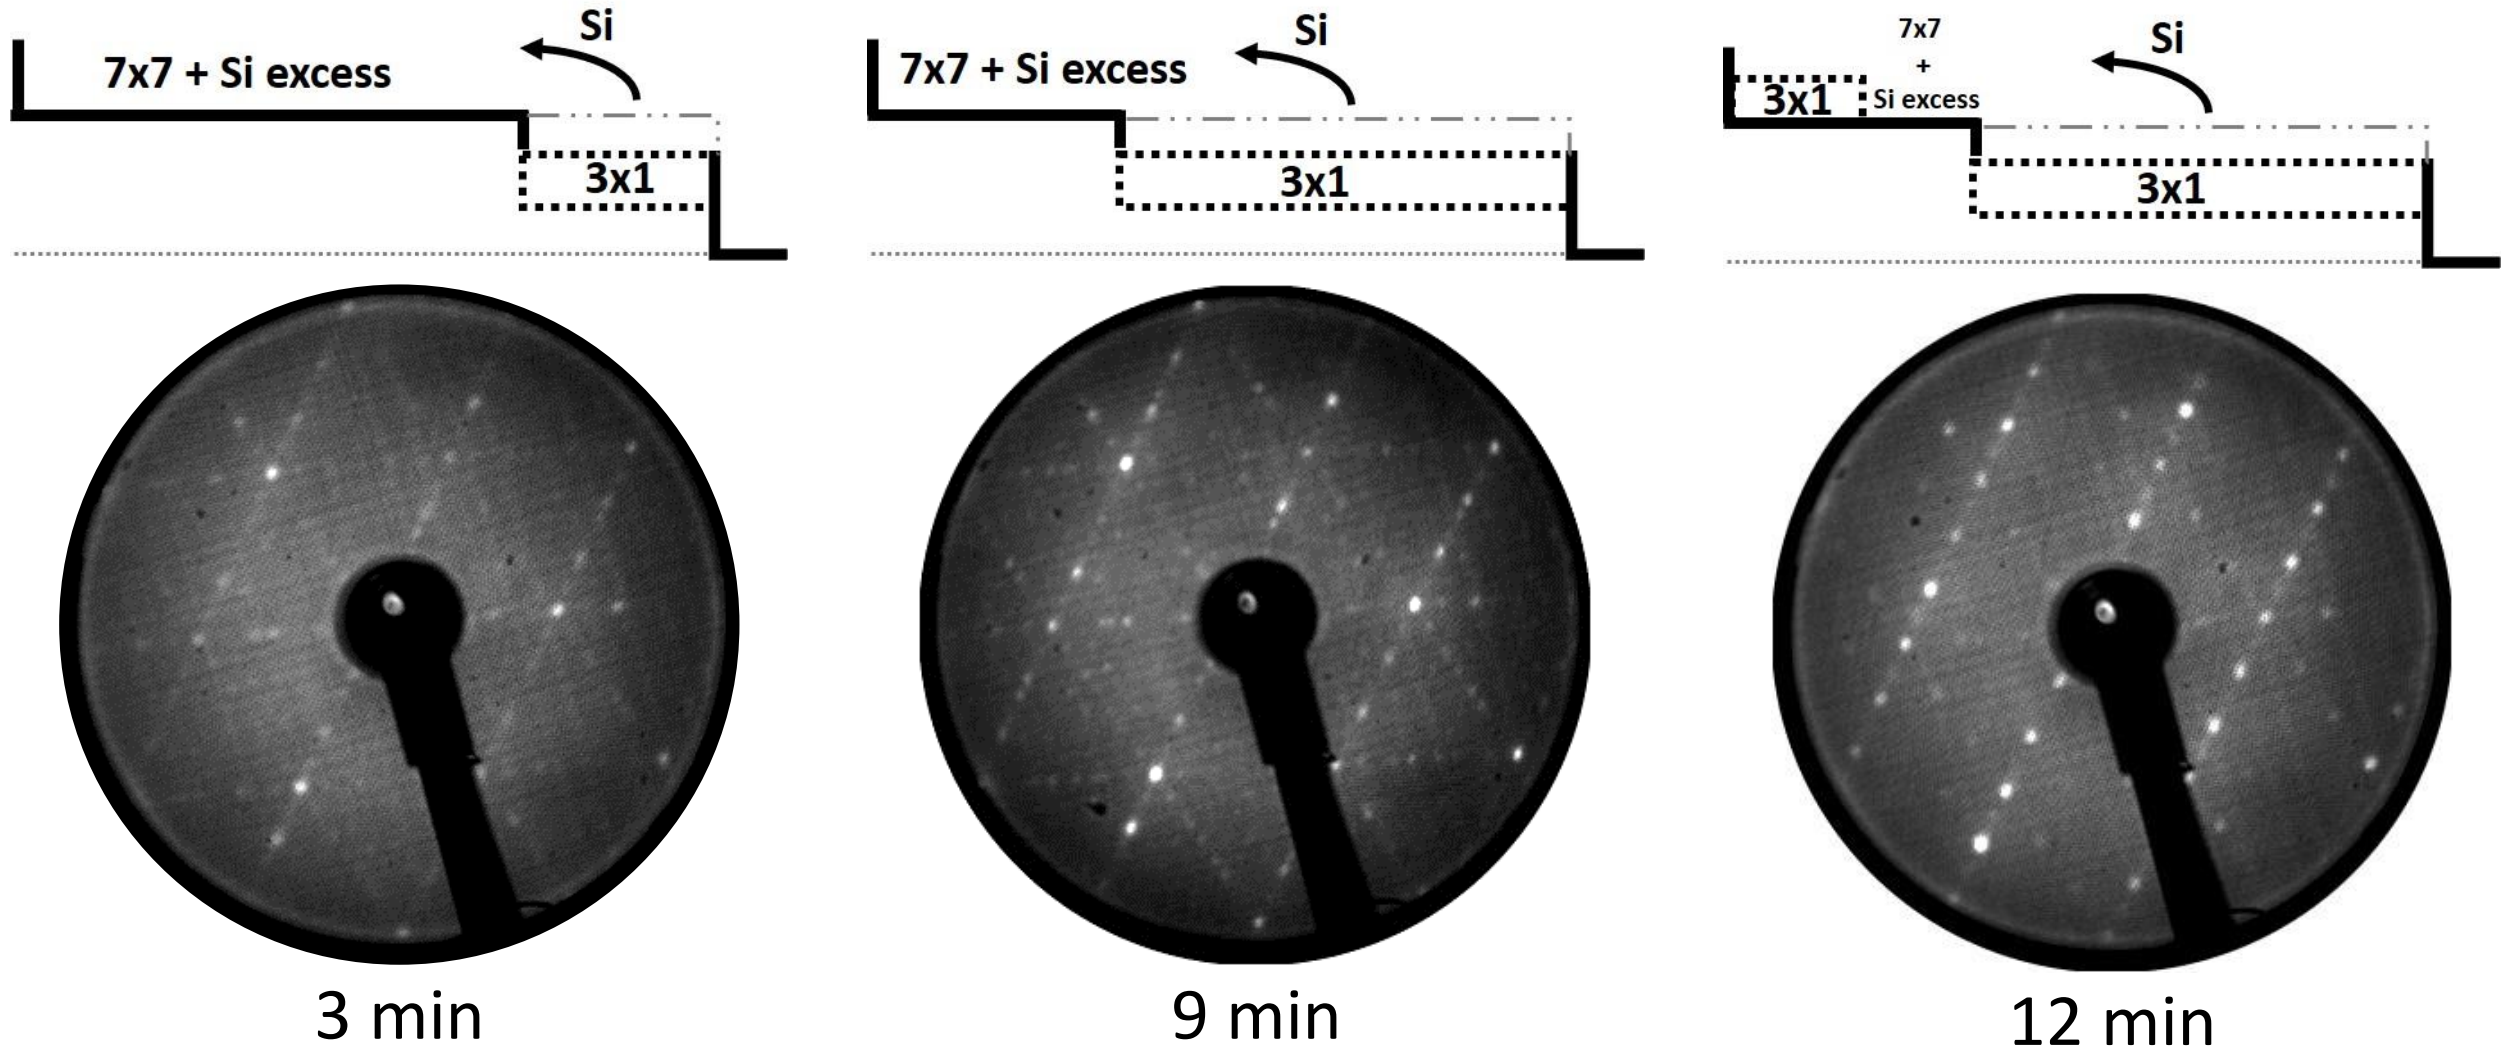 Si
7x7 + Si excess
3x1
Si
7x7 + Si excess
3x1
7x7
+
Si excess
Si
3x1
3x1
3 min
9 min
12 min